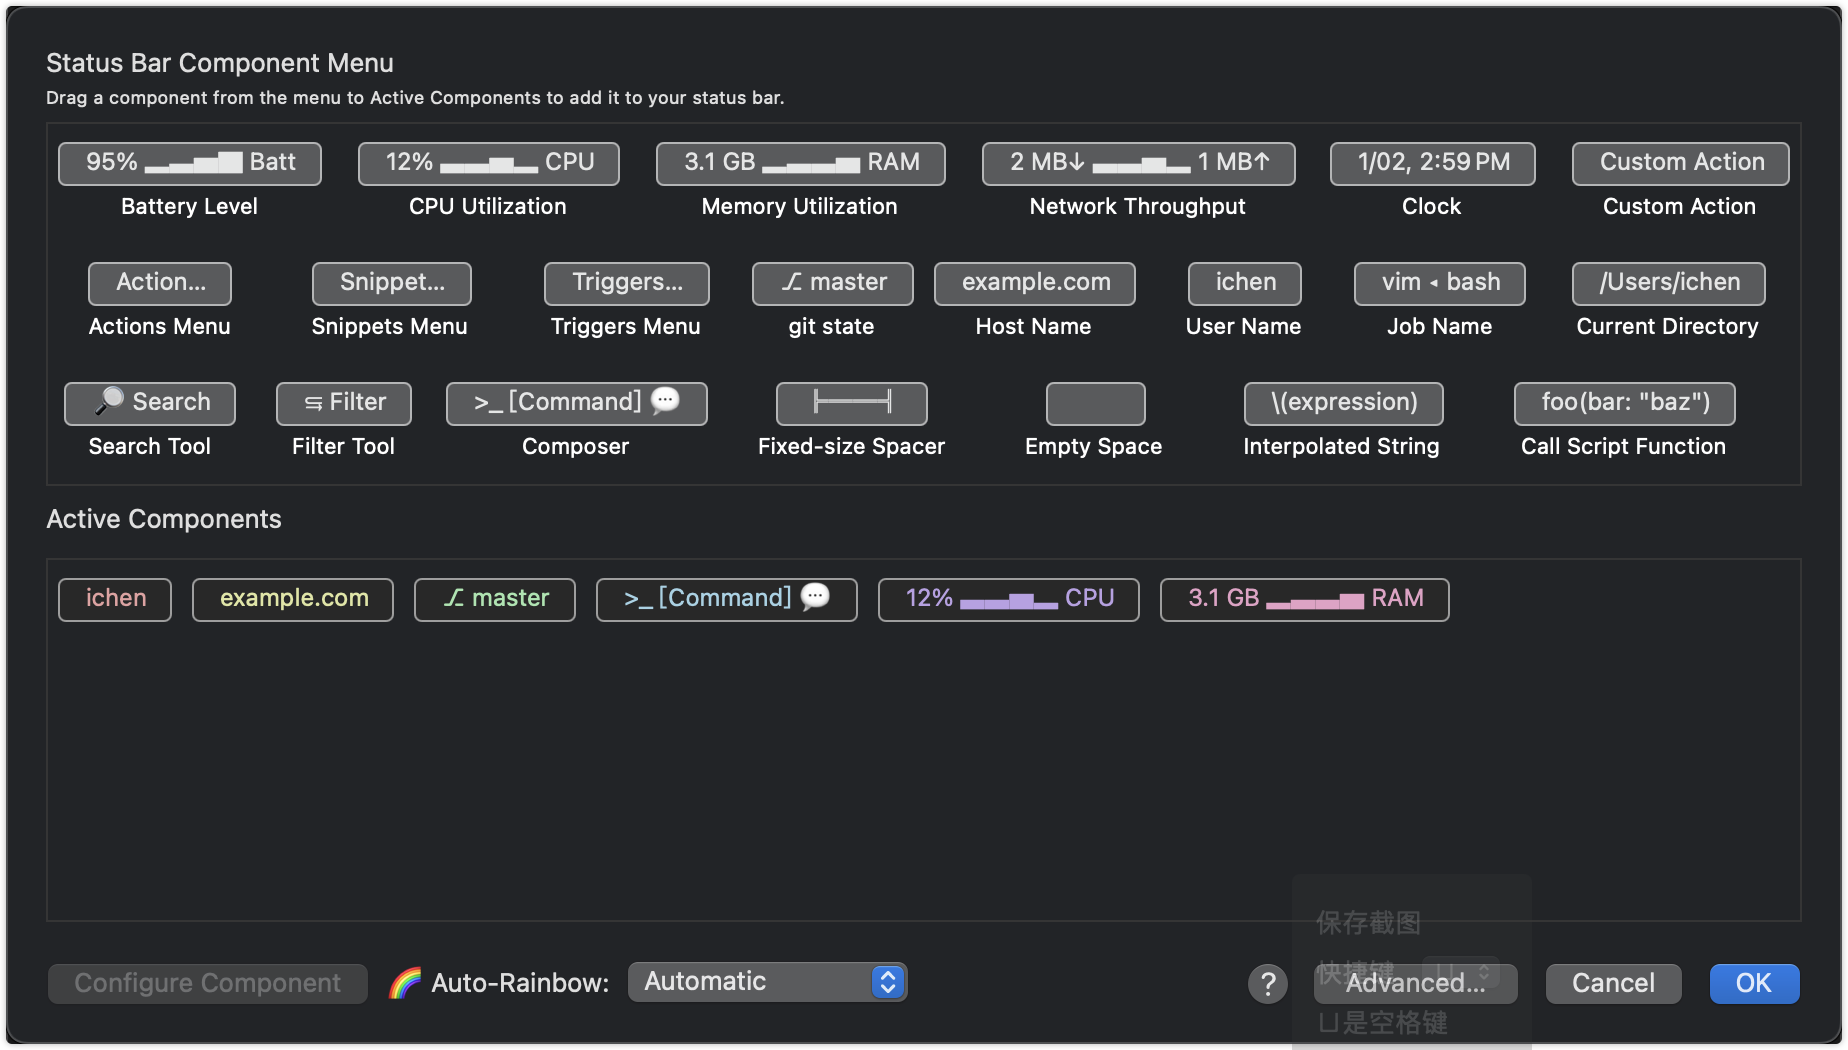 Status Bar Component Menu
Drag a component from the menu to Active Components to add it to your status bar.
95% Batt
12% CPU
3.1 GB RAM
2 MB↓ 1 MB↑
1/02, 2:59 PM
Custom Action
Battery Level
CPU Utilization
Memory Utilization
Network Throughput
Clock
Custom Action
Action...
Snippet...
Triggers...
master
example.com
ichen
vim ◂ bash
/Users/ichen
Actions Menu
Snippets Menu
Triggers Menu
git state
Host Name
User Name
Job Name
Current Directory
Search
Filter
>_ [Command]
\(expression)
foo(bar: "baz")
Search Tool
Filter Tool
Composer
Fixed-size Spacer
Empty Space
Interpolated String
Call Script Function
Active Components
ichen
example.com
master
>_ [Command]
12% CPU
3.1 GB RAM
保存截图
快捷键 凵
Configure Component
Auto-Rainbow:
Automatic
?
Advanced...
Cancel
OK
凵是空格键